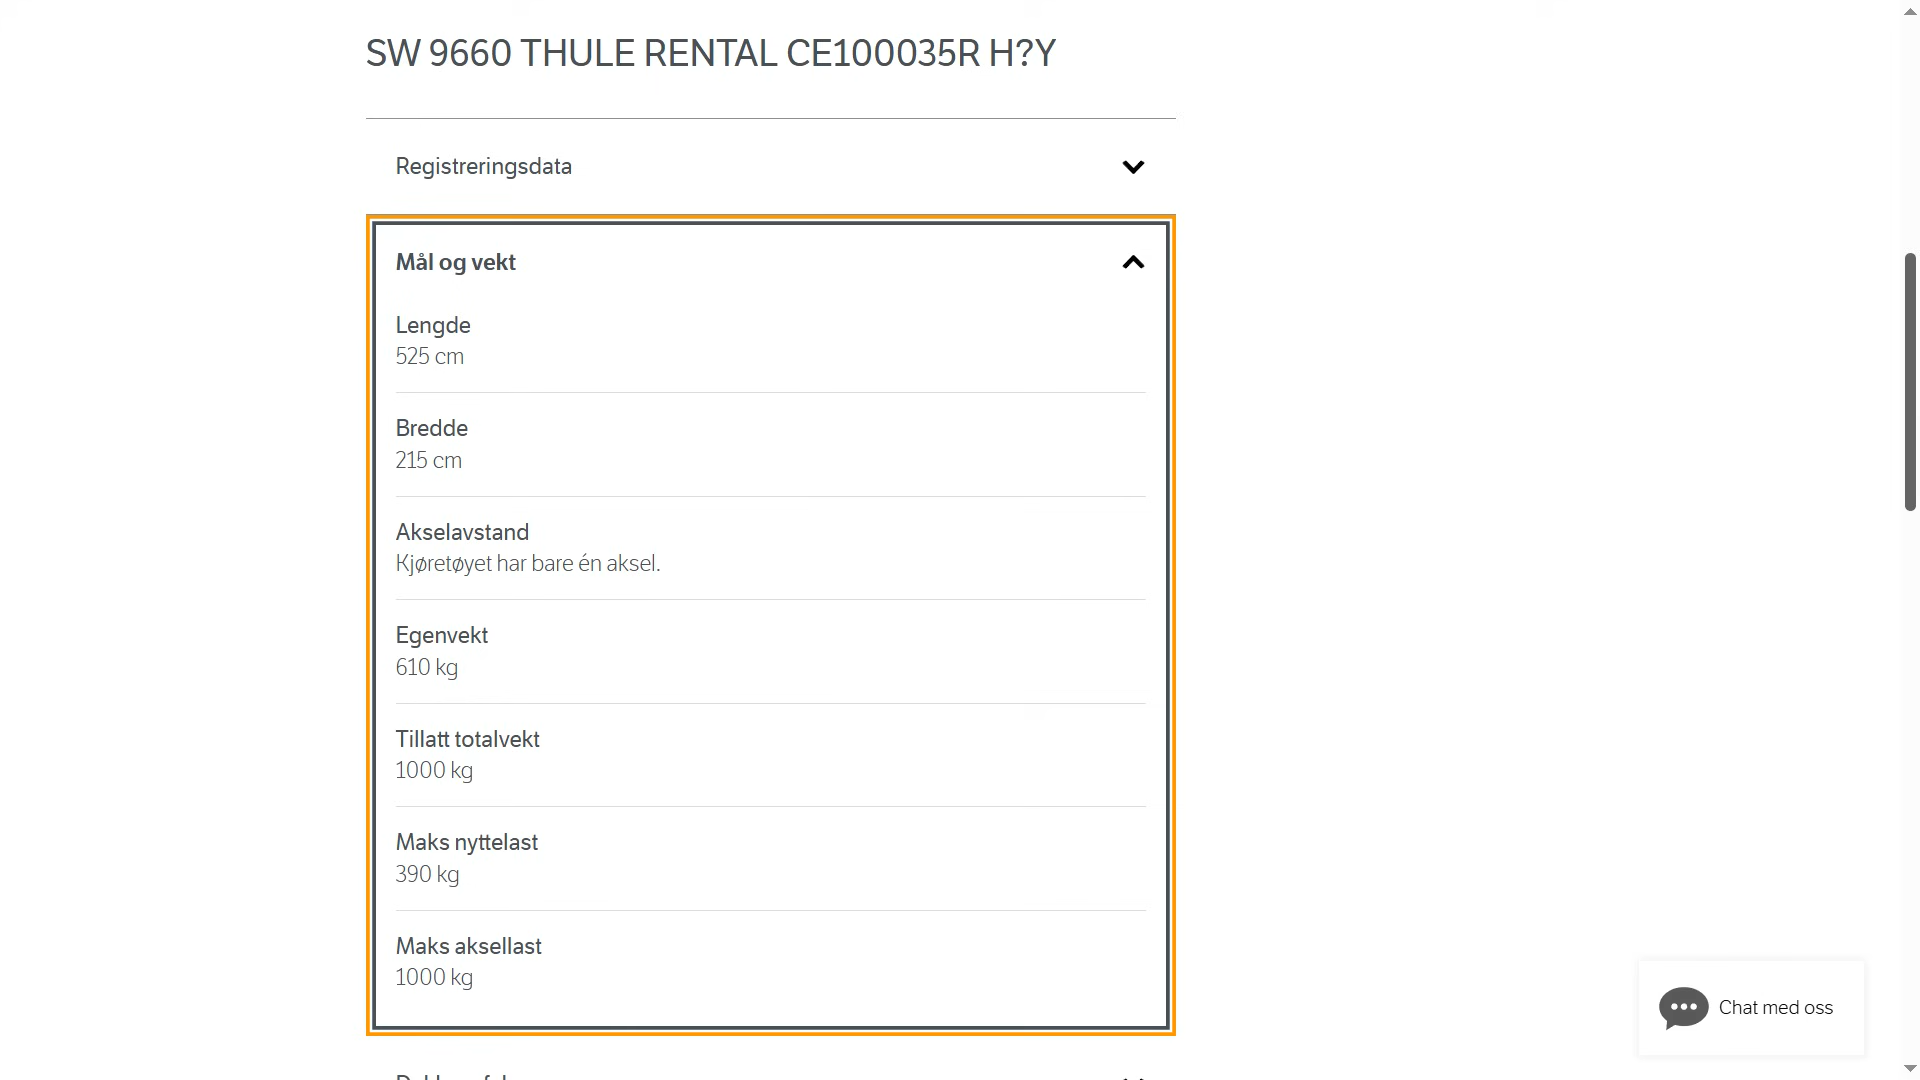 SW 9660 THULE RENTAL CE100035R H?Y
Registreringsdata
Mål og vekt
Lengde
525 cm
Bredde
215 cm
Akselavstand
Kjøretøyet har bare én aksel.
Egenvekt
610 kg
Tillatt totalvekt
1000 kg
Maks nyttelast
390 kg
Maks aksellast
1000 kg
Chat med oss